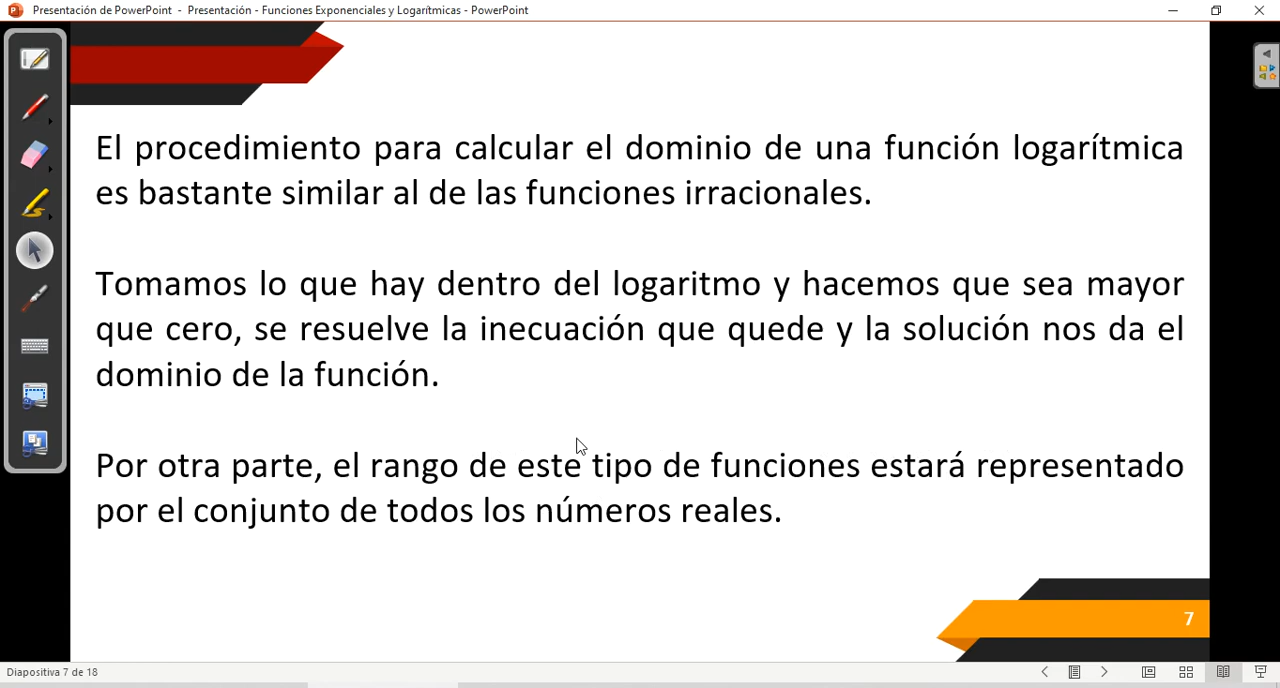 Presentación de PowerPoint - Presentación - Funciones Exponenciales y Logarítmicas - PowerPoint
El procedimiento para calcular el dominio de una función logarítmica
es bastante similar al de las funciones irracionales.
Tomamos lo que hay dentro del logaritmo y hacemos que sea mayor
que cero, se resuelve la inecuación que quede y la solución nos da el
dominio de la función.
Por otra parte, el rango de este tipo de funciones estará representado
por el conjunto de todos los números reales.
7
Diapositiva 7 de 18